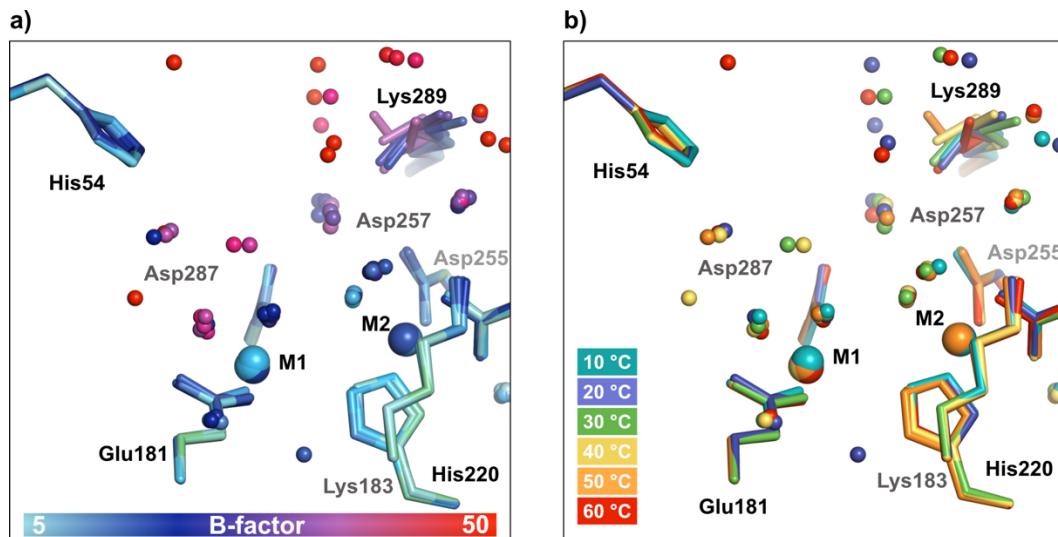 a)
Lys289
His54
Asp257
Asp287
Asp255
M2
M1
Glu181
Lys183
His220
5 B-factor 50
b)
Lys289
His54
Asp257
Asp287
Asp255
M2
M1
10 °C
20 °C
30 °C
40 °C
50 °C
60 °C
Glu181
Lys183
His220